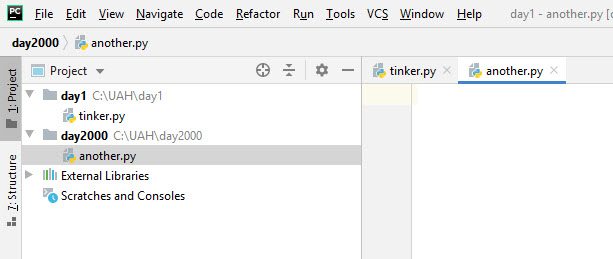 PC File Edit View Navigate Code Refactor Run Tools VCS Window Help day1 - another.py
day2000 another.py
Project tinker.py another.py
1: Project
day1 C:\UAH\day1
tinker.py
day2000 C:\UAH\day2000
another.py
External Libraries
Scratches and Consoles
7: Structure